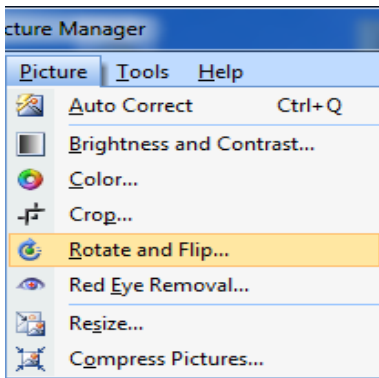 cture Manager
Picture Tools Help
Auto Correct Ctrl+Q
Brightness and Contrast...
Color...
Crop...
Rotate and Flip...
Red Eye Removal...
Resize...
Compress Pictures...